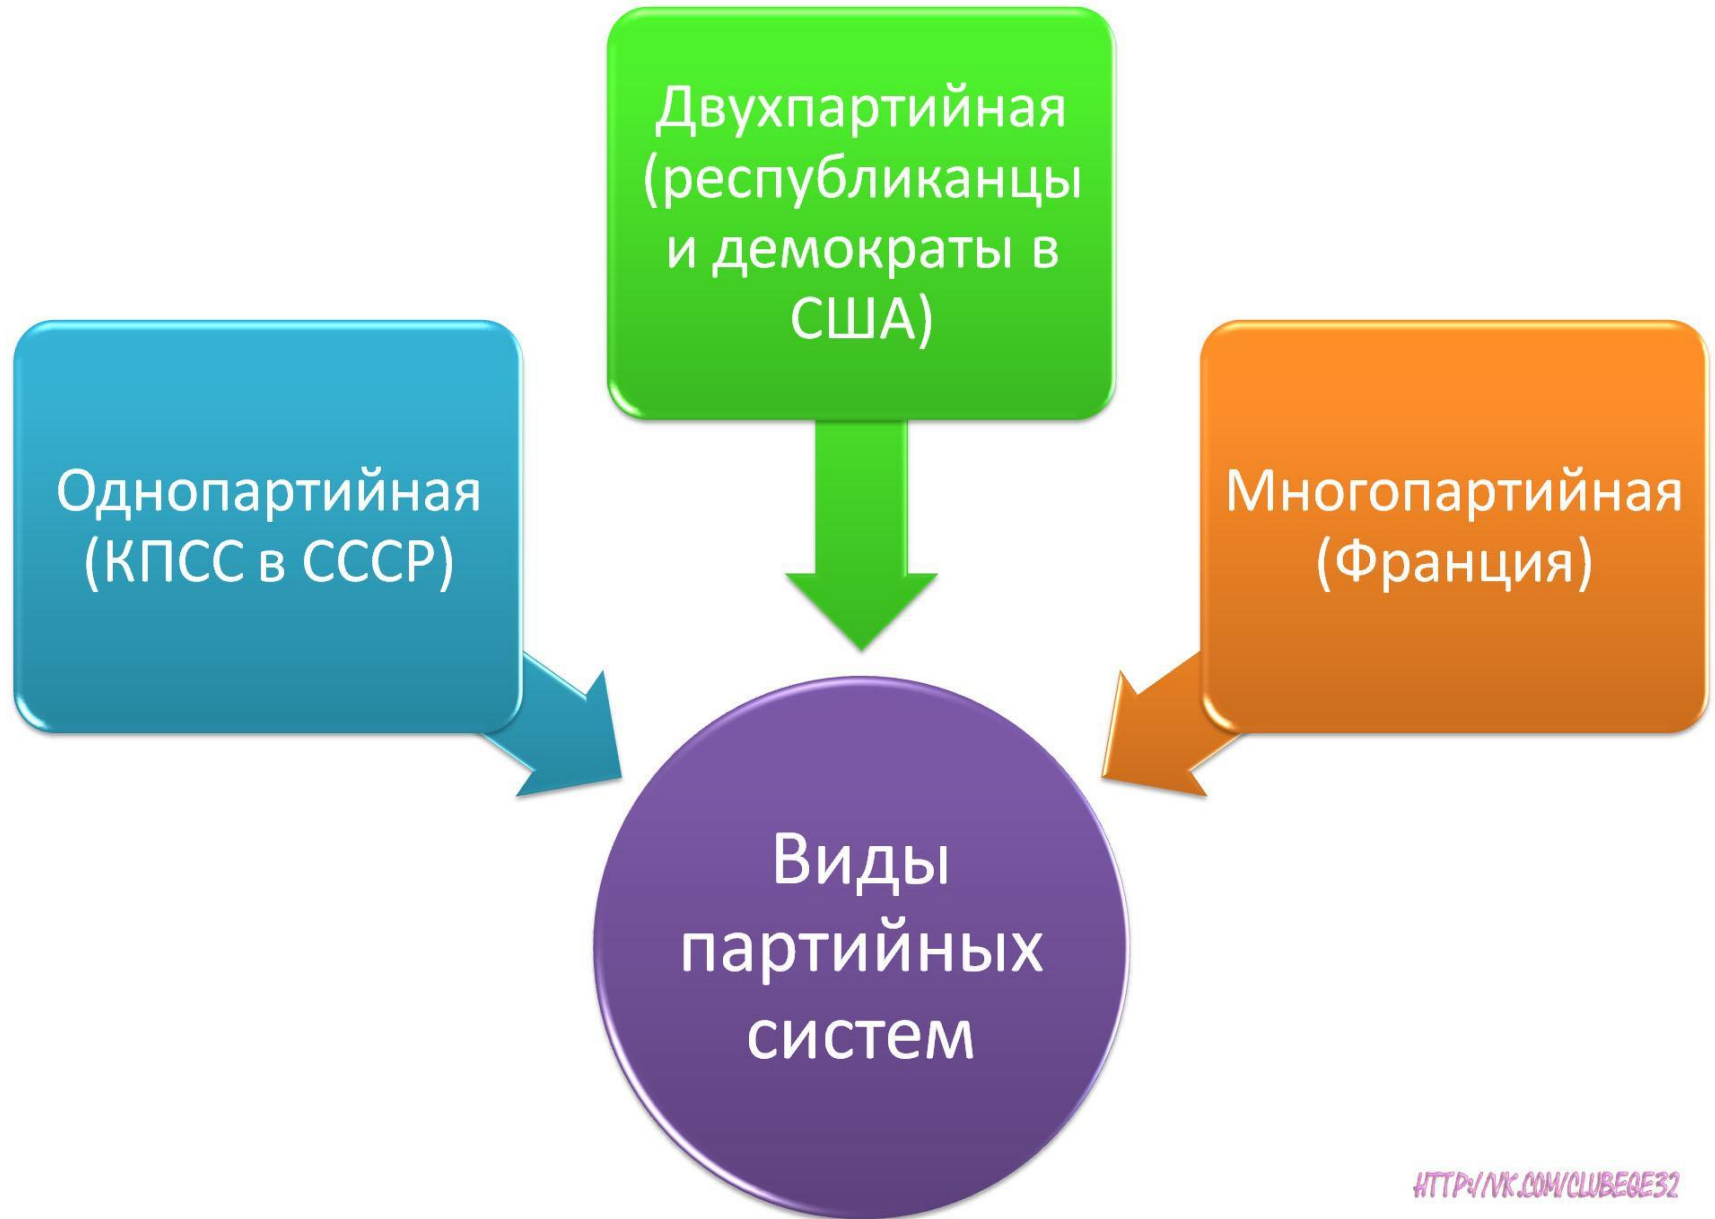 Двухпартийная
(республиканцы
и демократы в
США)
Однопартийная
(КПСС в СССР)
Многопартийная
(Франция)
Виды
партийных
систем
HTTP://VK.COM/CLUBEGE32